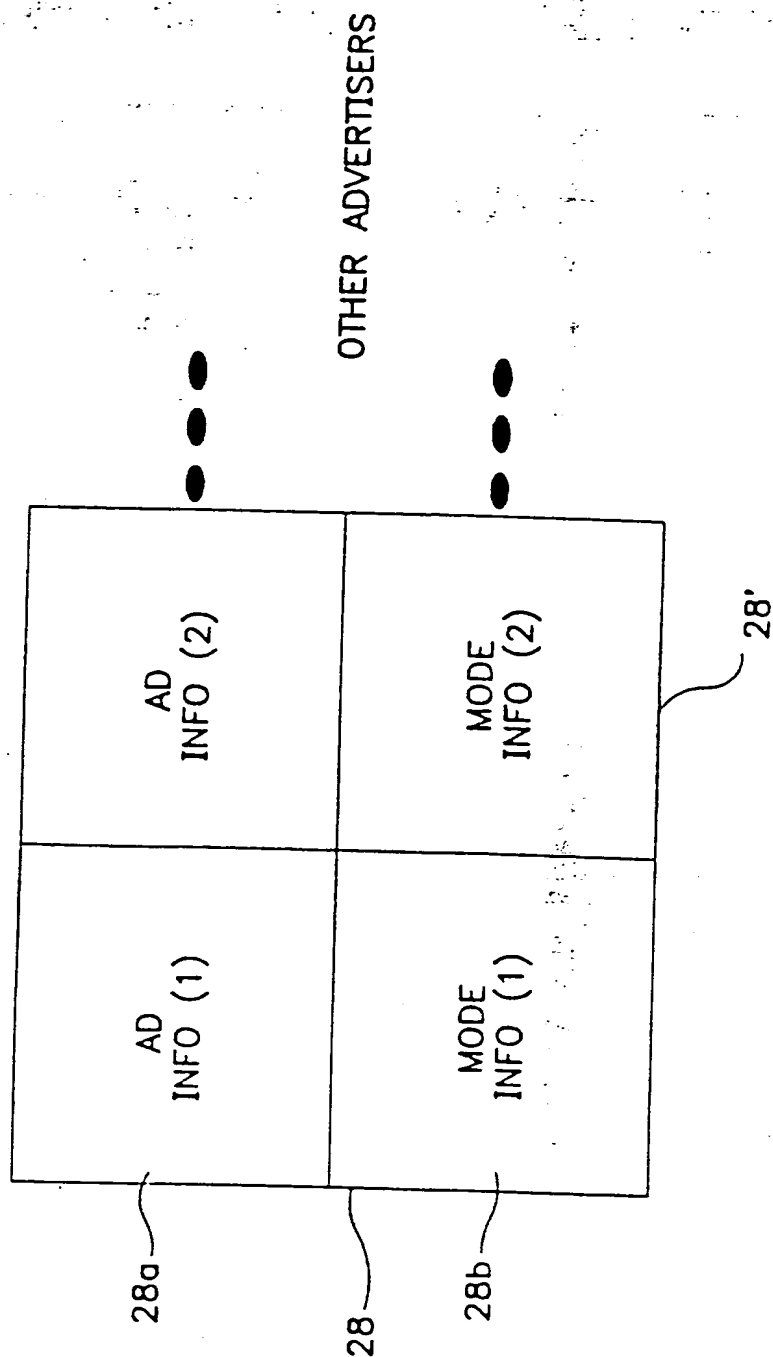 28a
AD
INFO (1)
AD
INFO (2)
OTHER ADVERTISERS
28
28b
MODE
INFO (1)
MODE
INFO (2)
28'